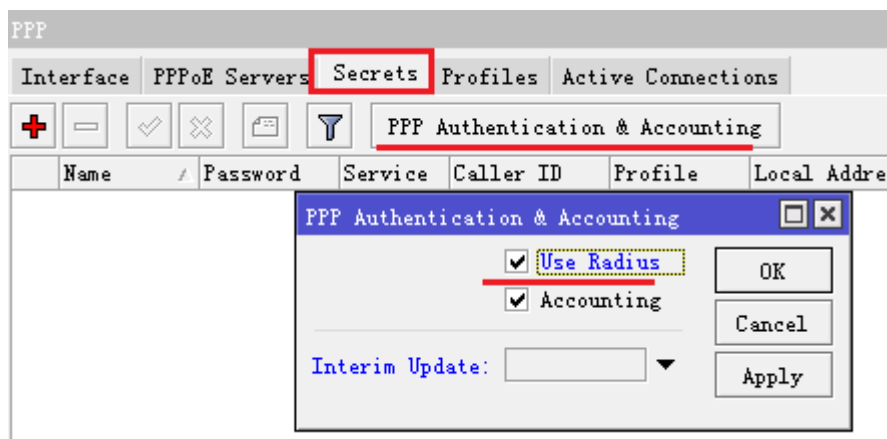 PPP
Interface PPPoE Servers Secrets Profiles Active Connections
PPP Authentication & Accounting
Name Password Service Caller ID Profile Local Addre
PPP Authentication & Accounting
Use Radius
OK
Accounting
Cancel
Interim Update:
Apply